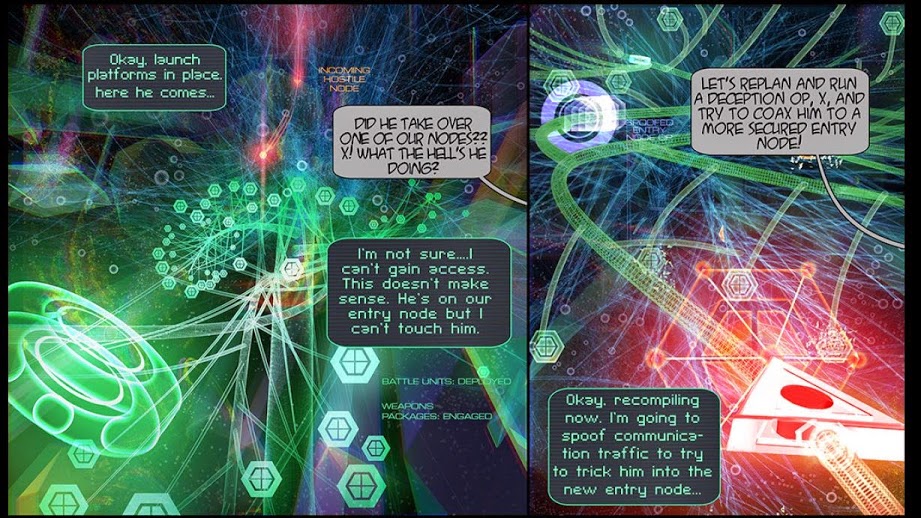 Okay, launch
platforms in place.
here he comes...
INCOMING
HOSTILE
NODE
DID HE TAKE OVER
ONE OF OUR NODES??
X! WHAT THE HELL'S HE
DOING?
I'm not sure....I
can't gain access.
This doesn't make
sense. He's on our
entry node but I
can't touch him.
BATTLE UNITS: DEPLOYED
WEAPONS
PACKAGES: ENGAGED
LET'S REPLAN AND RUN
A DECEPTION OP, X, AND
TRY TO COAX HIM TO A
MORE SECURED ENTRY
NODE!
SPOOFED
ENTRY
Okay, recompiling
now. I'm going to
spoof communica-
tion traffic to try
to trick him into the
new entry node...